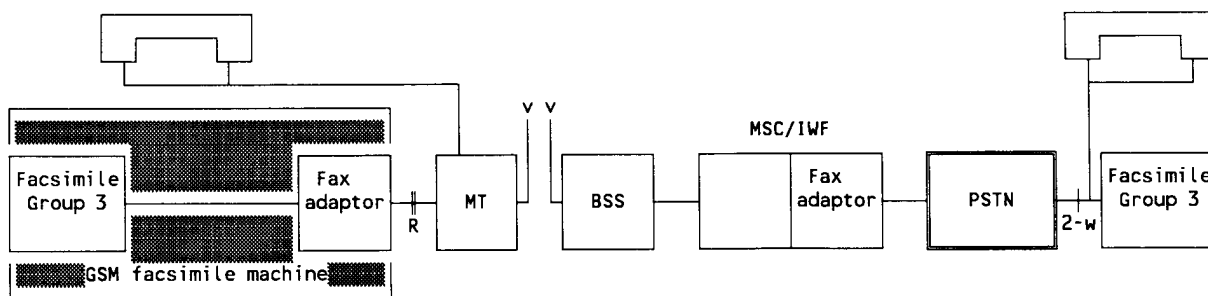 MSC/IWF
Facsimile
Group 3
Fax
adaptor
R
MT
v v
BSS
Fax
adaptor
PSTN
2-w
Facsimile
Group 3
GSM facsimile machine